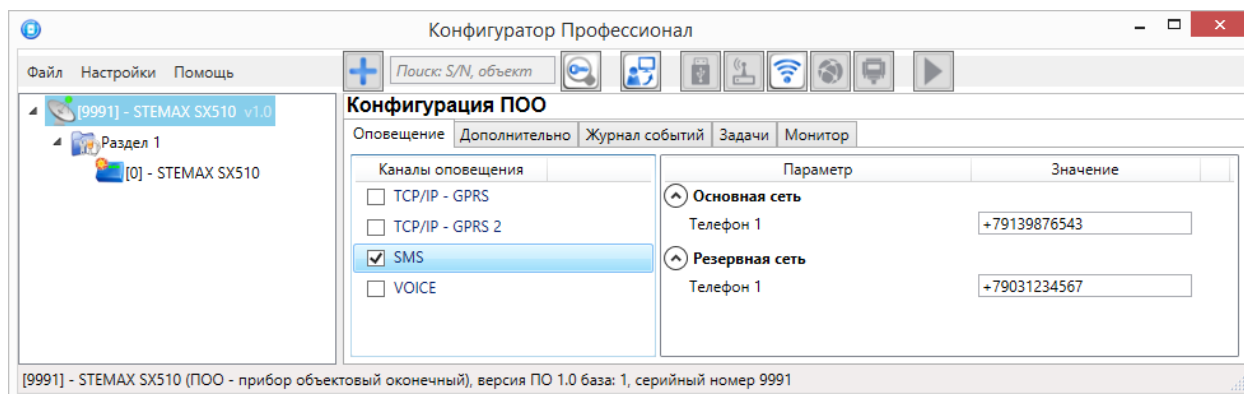 Конфигуратор Профессионал
Файл Настройки Помощь
Поиск: S/N, объект
[9991] - STEMAX SX510 v1.0
Раздел 1
[0] - STEMAX SX510
Конфигурация ПОО
Оповещение Дополнительно Журнал событий Задачи Монитор
Каналы оповещения
TCP/IP - GPRS
TCP/IP - GPRS 2
SMS
VOICE
Параметр Значение
Основная сеть
Телефон 1 +79139876543
Резервная сеть
Телефон 1 +79031234567
[9991] - STEMAX SX510 (ПОО - прибор объектовый оконечный), версия ПО 1.0 база: 1, серийный номер 9991